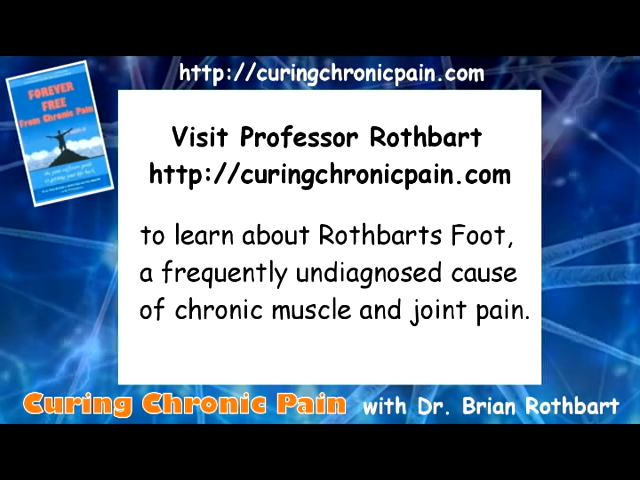 http://curingchronicpain.com
FOREVER
FREE
From Chronic Pain
Visit Professor Rothbart
http://curingchronicpain.com
to learn about Rothbarts Foot,
a frequently undiagnosed cause
of chronic muscle and joint pain.
Curing Chronic Pain with Dr. Brian Rothbart